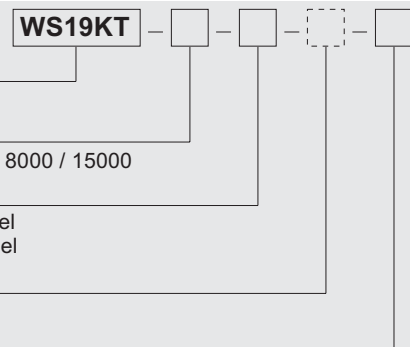 WS19KT – – – –
8000 / 15000
el
el